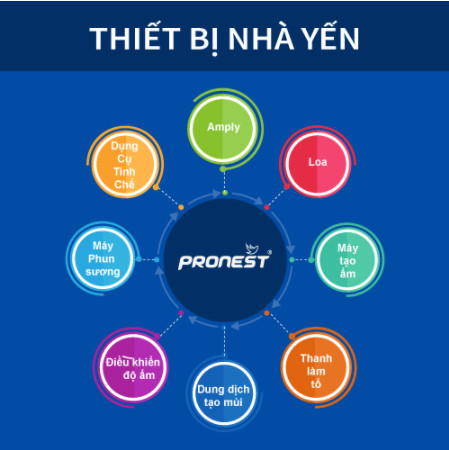 THIẾT BỊ NHÀ YẾN
Amply
Loa
Máy
tạo
ẩm
Thanh
làm
tổ
Dung dịch
tạo mùi
Điều khiển
độ ẩm
Máy
Phun
sương
Dụng
Cụ
Tinh
Chế
PRONEST®